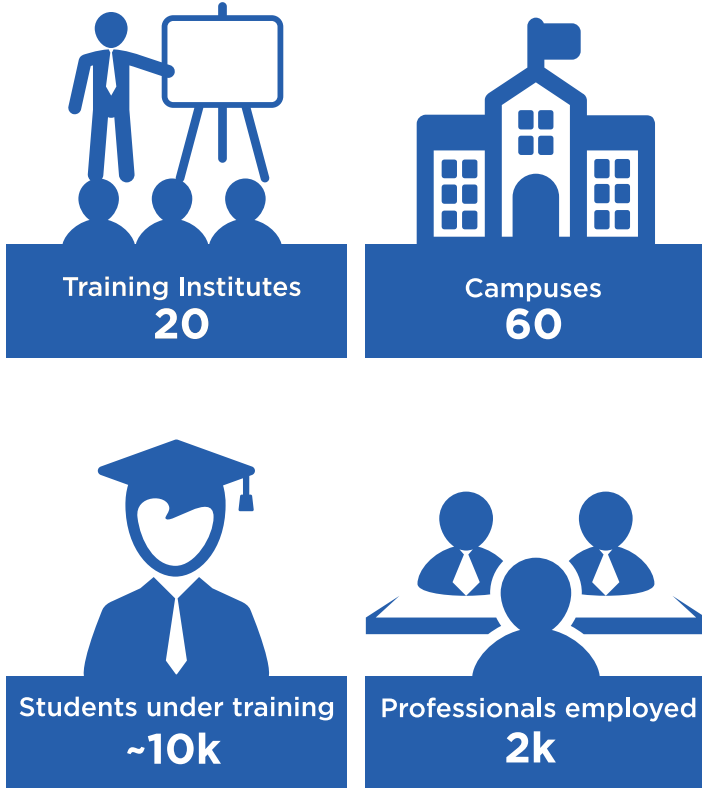 Training Institutes
20
Campuses
60
Students under training
~10k
Professionals employed
2k